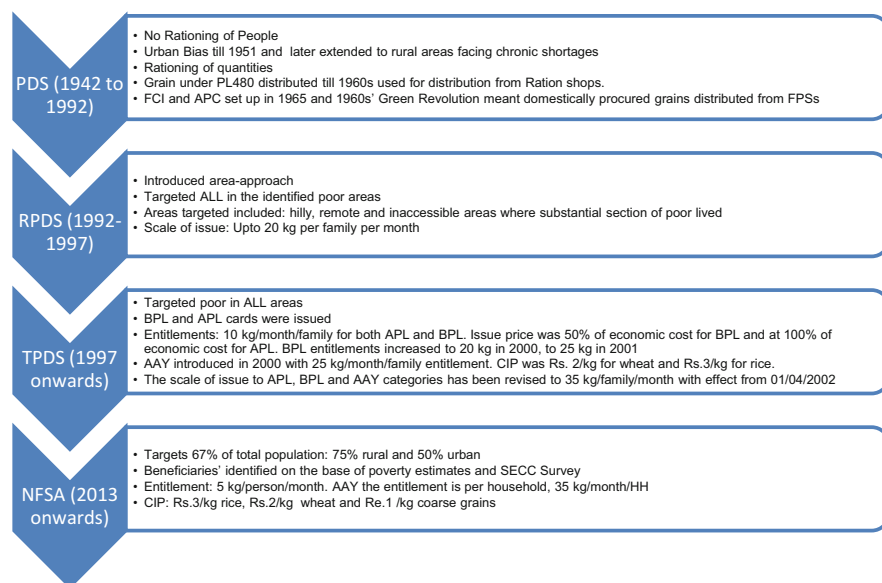 PDS (1942 to
1992)
• No Rationing of People
• Urban Bias till 1951 and later extended to rural areas facing chronic shortages
• Rationing of quantities
• Grain under PL480 distributed till 1960s used for distribution from Ration shops.
• FCI and APC set up in 1965 and 1960s' Green Revolution meant domestically procured grains distributed from FPSs
RPDS (1992-
1997)
• Introduced area-approach
• Targeted ALL in the identified poor areas
• Areas targeted included: hilly, remote and inaccessible areas where substantial section of poor lived
• Scale of issue: Upto 20 kg per family per month
TPDS (1997
onwards)
• Targeted poor in ALL areas
• BPL and APL cards were issued
• Entitlements: 10 kg/month/family for both APL and BPL. Issue price was 50% of economic cost for BPL and at 100% of
economic cost for APL. BPL entitlements increased to 20 kg in 2000, to 25 kg in 2001
• AAY introduced in 2000 with 25 kg/month/family entitlement. CIP was Rs. 2/kg for wheat and Rs.3/kg for rice.
• The scale of issue to APL, BPL and AAY categories has been revised to 35 kg/family/month with effect from 01/04/2002
NFSA (2013
onwards)
• Targets 67% of total population: 75% rural and 50% urban
• Beneficiaries' identified on the base of poverty estimates and SECC Survey
• Entitlement: 5 kg/person/month. AAY the entitlement is per household, 35 kg/month/HH
• CIP: Rs.3/kg rice, Rs.2/kg wheat and Re.1 /kg coarse grains